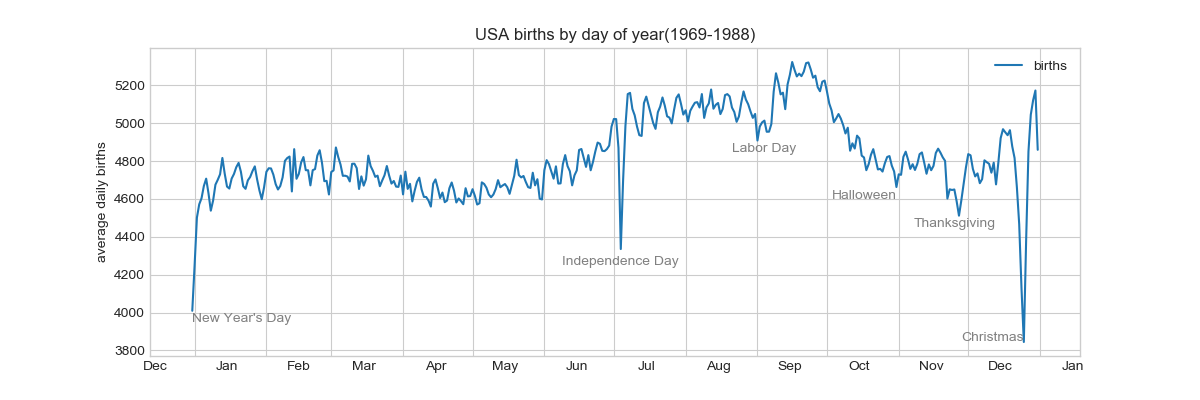 USA births by day of year(1969-1988)
births
average daily births
5200
5000
4800
4600
4400
4200
4000
3800
New Year's Day
Independence Day
Labor Day
Halloween
Thanksgiving
Christmas
Dec Jan Feb Mar Apr May Jun Jul Aug Sep Oct Nov Dec Jan